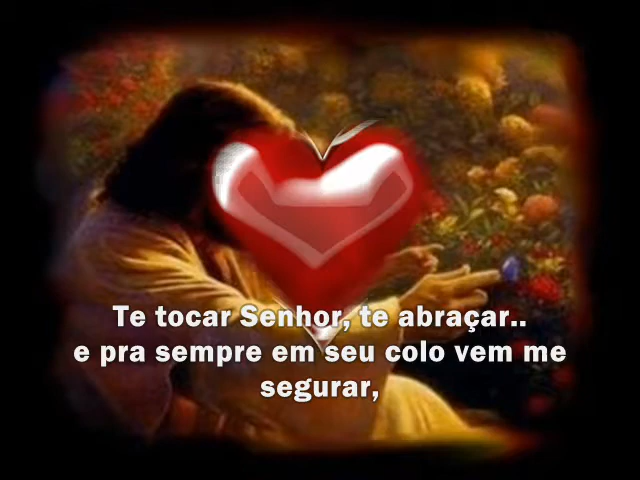 Te tocar Senhor, te abraçar..
e pra sempre em seu colo vem me
segurar,